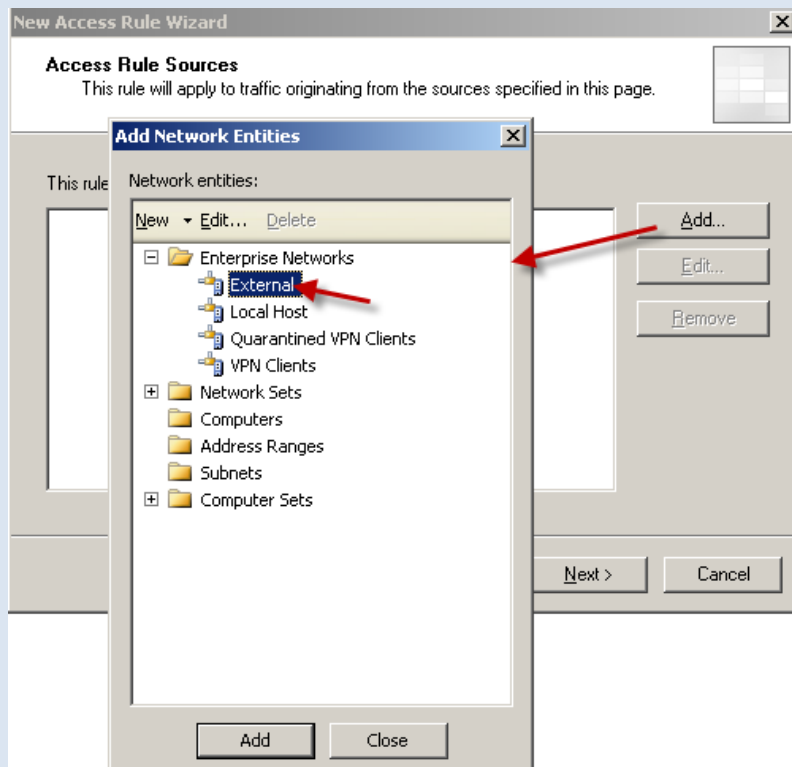 New Access Rule Wizard
Access Rule Sources
This rule will apply to traffic originating from the sources specified in this page.
Add Network Entities
This rule
Network entities:
New Edit... Delete
Enterprise Networks
External
Local Host
Quarantined VPN Clients
VPN Clients
Network Sets
Computers
Address Ranges
Subnets
Computer Sets
Add...
Edit...
Remove
Next >
Cancel
Add
Close